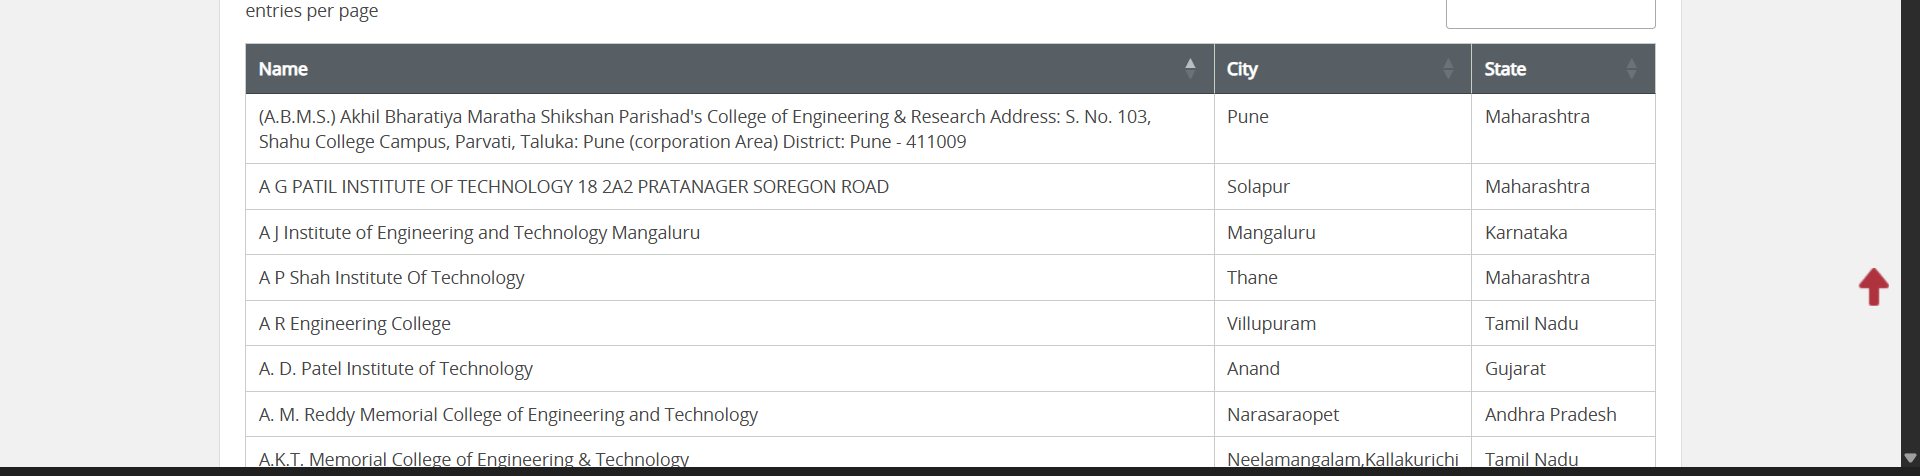 entries per page
Name City State
(A.B.M.S.) Akhil Bharatiya Maratha Shikshan Parishad's College of Engineering & Research Address: S. No. 103, Pune Maharashtra
Shahu College Campus, Parvati, Taluka: Pune (corporation Area) District: Pune - 411009
A G PATIL INSTITUTE OF TECHNOLOGY 18 2A2 PRATANAGER SOREGON ROAD Solapur Maharashtra
A J Institute of Engineering and Technology Mangaluru Mangaluru Karnataka
A P Shah Institute Of Technology Thane Maharashtra
A R Engineering College Villupuram Tamil Nadu
A. D. Patel Institute of Technology Anand Gujarat
A. M. Reddy Memorial College of Engineering and Technology Narasaraopet Andhra Pradesh
A.K.T. Memorial College of Engineering & Technology Neelamangalam,Kallakurichi Tamil Nadu